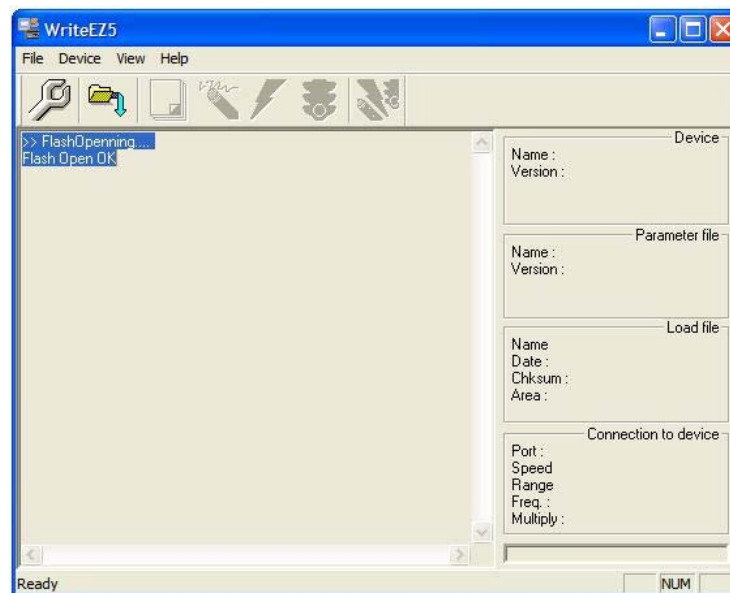 WriteEZ5
File Device View Help
>> FlashOpenning....
Flash Open OK
Device
Name :
Version :
Parameter file
Name :
Version :
Load file
Name
Date :
Chksum :
Area :
Connection to device
Port :
Speed
Range
Freq. :
Multiply :
Ready
NUM